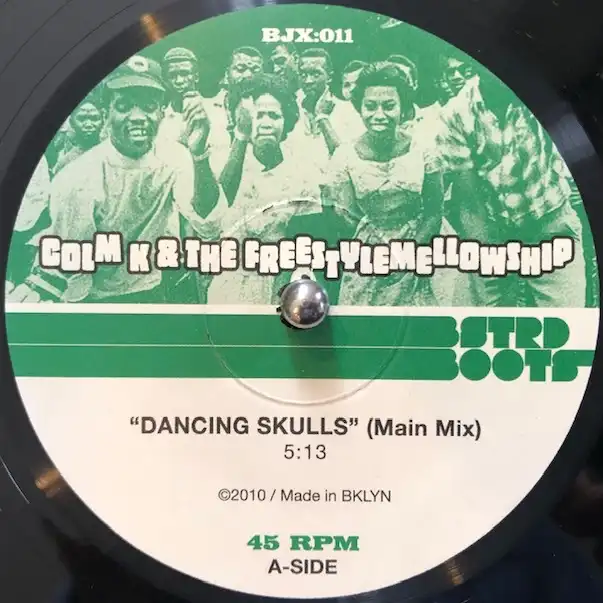 BJX:011
COLM K & THE FREESTYLEMELLOWSHIP
BSTRD
BOOTS
“DANCING SKULLS” (Main Mix)
5:13
©2010 / Made in BKLYN
45 RPM
A-SIDE